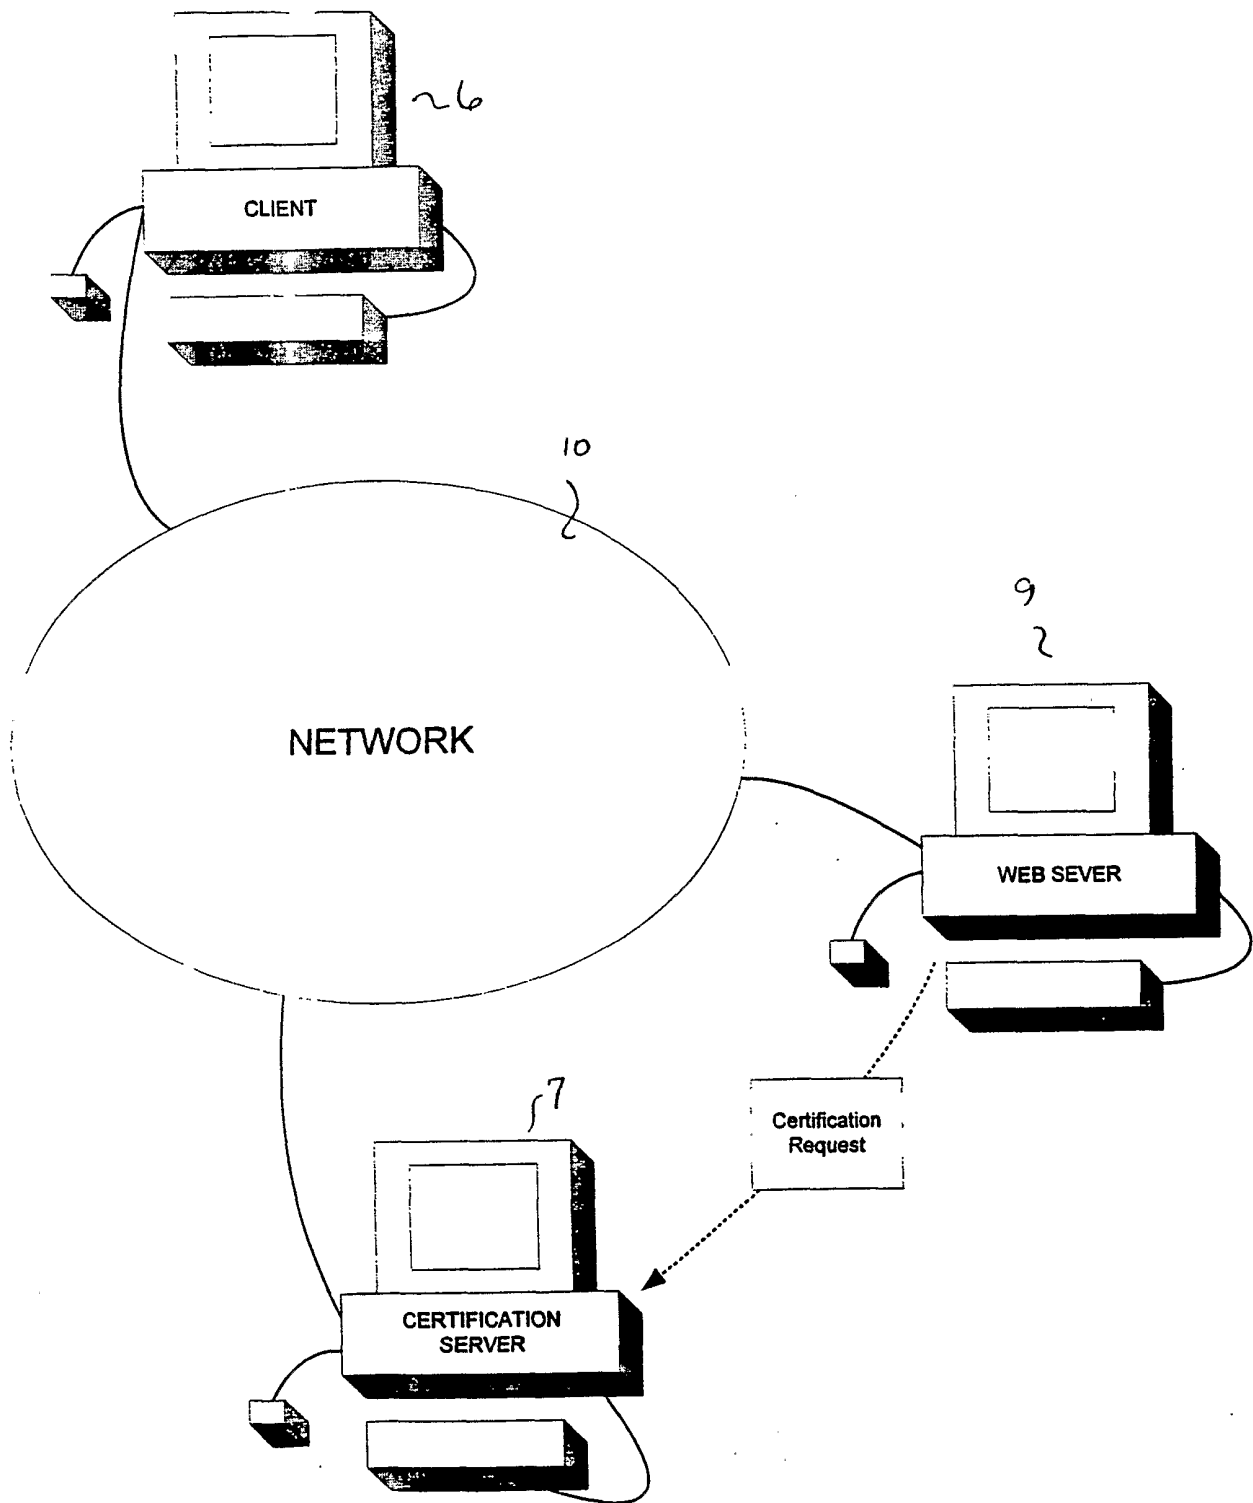 6
CLIENT
10
NETWORK
9
WEB SEVER
7
Certification
Request
CERTIFICATION
SERVER